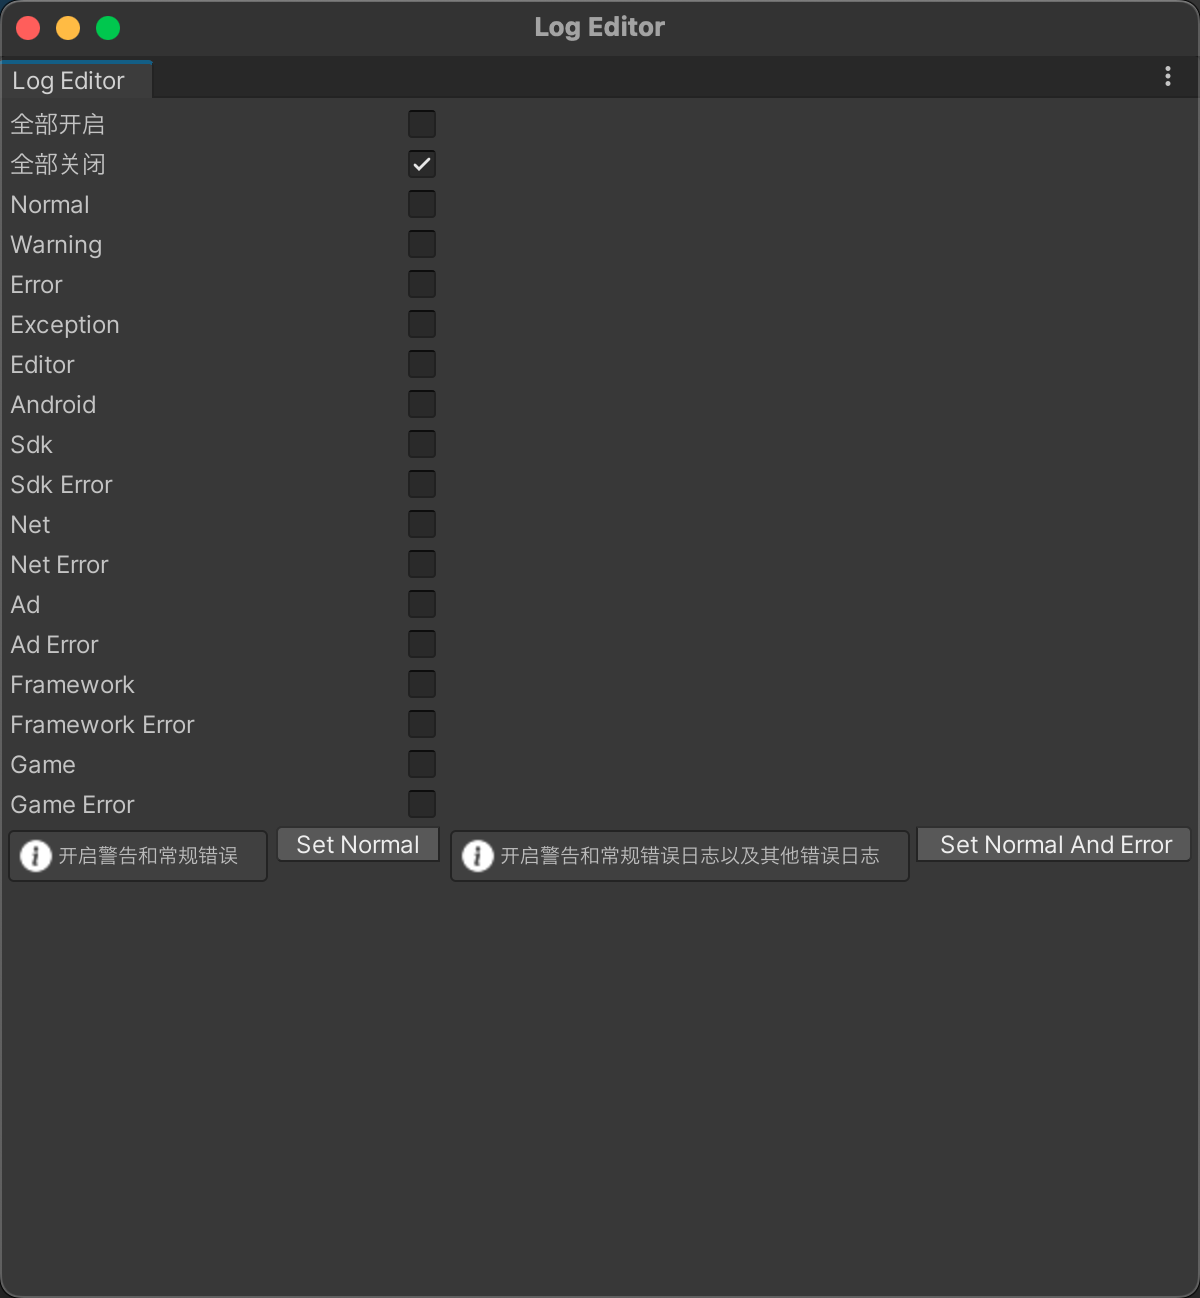 Log Editor
Log Editor
全部开启
全部关闭
Normal
Warning
Error
Exception
Editor
Android
Sdk
Sdk Error
Net
Net Error
Ad
Ad Error
Framework
Framework Error
Game
Game Error
开启警告和常规错误
Set Normal
开启警告和常规错误日志以及其他错误日志
Set Normal And Error